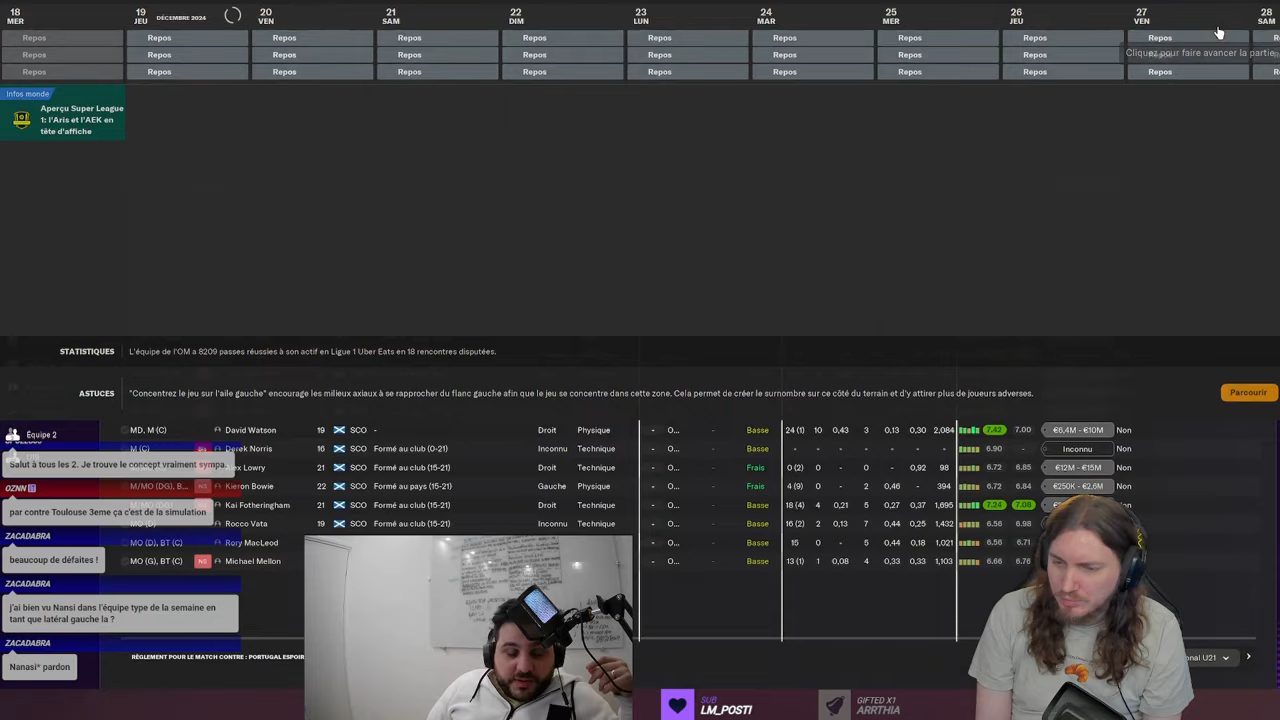 18 19 20 21 22 23 24 25 26 27 28
MER JEU DÉCEMBRE 2024 VEN SAM DIM LUN MAR MER JEU VEN SAM
Repos Repos Repos Repos Repos Repos Repos Repos Repos Repos
Repos Repos Repos Repos Repos Repos Repos Repos Repos Repos
Cliquez pour faire avancer la partie
Repos Repos Repos Repos Repos Repos Repos Repos Repos Repos
Infos monde
Aperçu Super League
1: l'Aris et l'AEK en
tête d'affiche
STATISTIQUES L'équipe de l'OM a 8209 passes réussies à son actif en Ligue 1 Uber Eats en 18 rencontres disputées.
ASTUCES "Concentrez le jeu sur l'aile gauche" encourage les milieux axiaux à se rapprocher du flanc gauche afin que le jeu se concentre dans cette zone. Cela permet de créer le surnombre sur ce côté du terrain et d'y attirer plus de joueurs adverses. Parcourir
Équipe 2 MD, M (C) David Watson 19 SCO - Droit Physique - O... - Basse 24 (1) 10 0,43 3 0,13 0,30 2,084 7.42 7.00 €6,4M - €10M Non
M (C) Derek Norris 16 SCO Formé au club (0-21) Inconnu Technique - O... - Basse - - - - - - - 6.90 - Inconnu Non
Salut à tous les 2. Je trouve le concept vraiment sympa.
Lowry 21 SCO Formé au club (15-21) Droit Technique - O... - Frais 0 (2) 0 - 0 - 0,92 98 6.72 6.85 €12M - €15M Non
OZNN M/MO (DG), B... NS Kieron Bowie 22 SCO Formé au pays (15-21) Gauche Physique - O... - Frais 4 (9) 0 - 2 - 0,46 - 394 6.72 6.84 €250K - €2,6M Non
par contre Toulouse 3eme ça c'est de la simulation
Kai Fotheringham 21 SCO Formé au club (15-21) Droit Technique - O... - Basse 18 (4) 4 0,21 5 0,27 0,37 1,695 7.24 7.08 Non
MO (D) Rocco Vata 19 SCO Formé au club (15-21) Inconnu Technique - O... - Basse 16 (2) 2 0,13 7 0,44 0,25 1,432 6.56 6.98
ZACADABRA
MO (D), BT (C) Rory MacLeod Basse 15 0 - 5 0,44 0,18 1,021 6.56 6.71
beaucoup de défaites !
MO (G), BT (C) NS Michael Mellon - O... - Basse 13 (1) 1 0,08 4 0,33 0,33 1,103 6.66 6.76 Non
ZACADABRA
j'ai bien vu Nansi dans l'équipe type de la semaine en
tant que latéral gauche la ?
ZACADABRA
Nanasi* pardon
RÈGLEMENT POUR LE MATCH CONTRE : PORTUGAL ESPOIR
U21
SUB
LM_POSTI
GIFTED X1
ARRTHIA